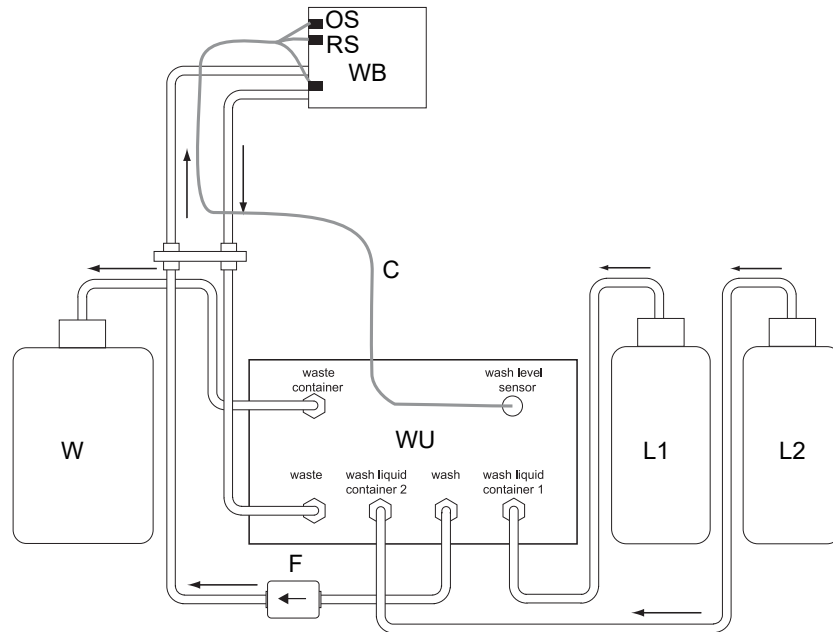 OS
RS
WB
C
waste
container
wash level
sensor
WU
W
L1
L2
waste
wash liquid
container 2
wash
wash liquid
container 1
F